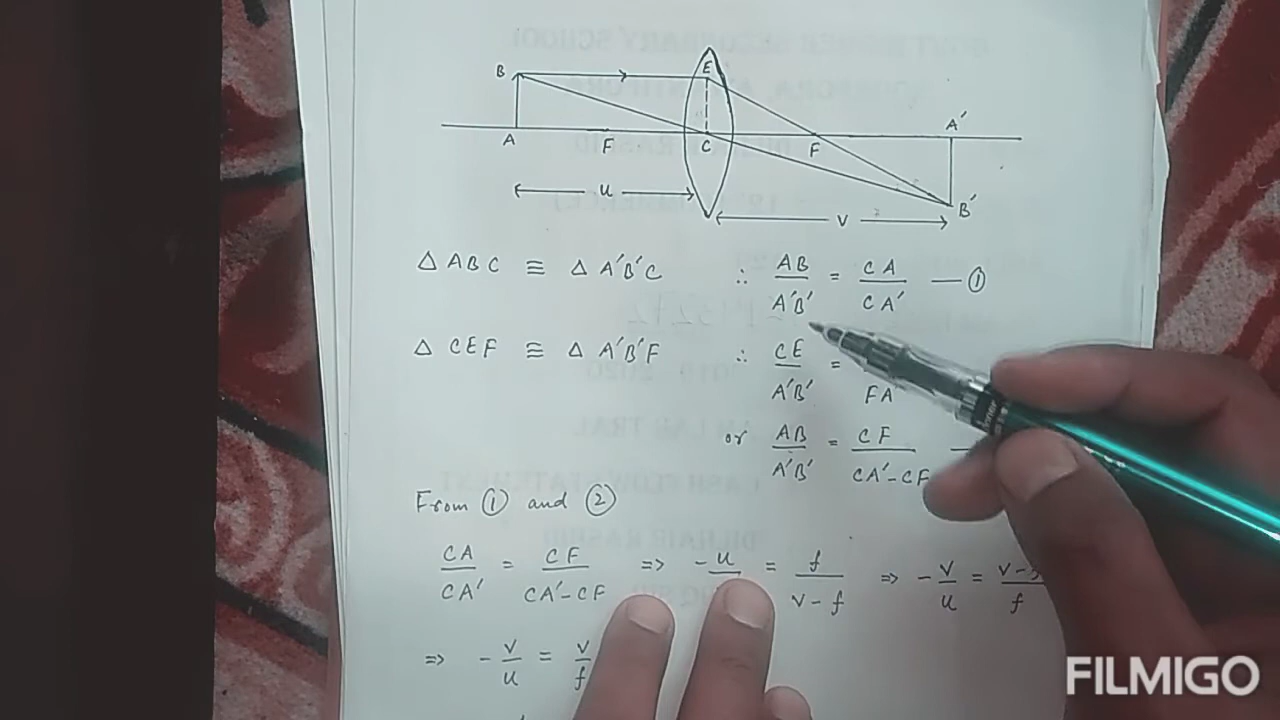 B E A'
A F C F
u B'
v
△ ABC ≅ △ A'B'C ∴ AB/A'B' = CA/CA' — ①
△ CEF ≅ △ A'B'F ∴ CE/A'B' = /FA
or AB/A'B' = CF/CA'-CF —
From ① and ②
CA/CA' = CF/CA'-CF => -u/ = f/v-f => -v/u = v-/f
=> -v/u = v/f
FILMIGO